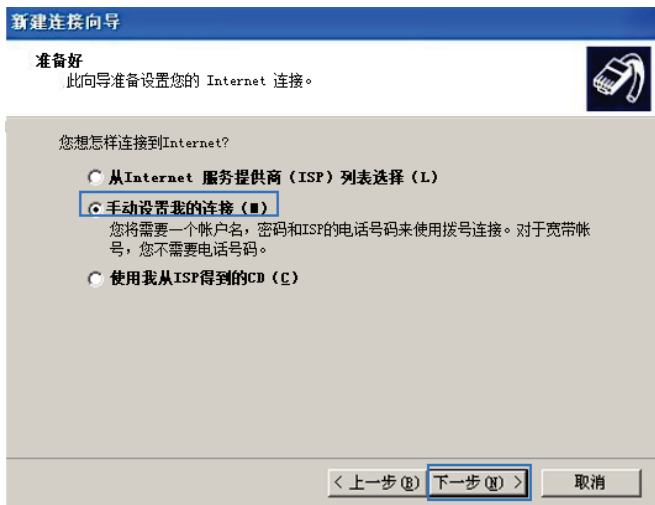 新建连接向导
准备好
此向导准备设置您的 Internet 连接。
您想怎样连接到Internet?
从Internet 服务提供商（ISP）列表选择（L）
手动设置我的连接（M）
您将需要一个帐户名，密码和ISP的电话号码来使用拨号连接。对于宽带帐
号，您不需要电话号码。
使用我从ISP得到的CD（C）
< 上一步(B) 下一步(N) > 取消